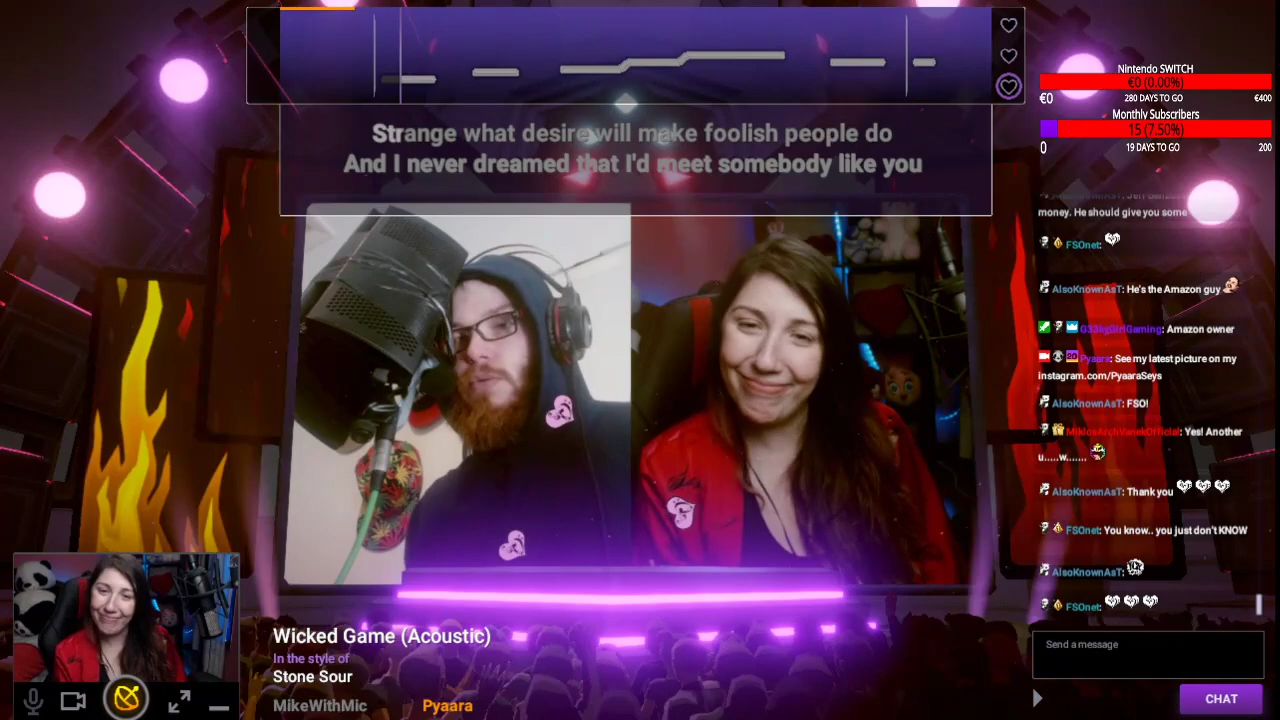 Strange what desire will make foolish people do
And I never dreamed that I'd meet somebody like you
Nintendo SWITCH
€0 (0.00%)
€0
280 DAYS TO GO
€400
Monthly Subscribers
15 (7.50%)
0
19 DAYS TO GO
200
money. He should give you some
FSOnet:
AlsoKnownAsT: He's the Amazon guy
G33kyGirlGaming: Amazon owner
20 Pyaara: See my latest picture on my
instagram.com/PyaaraSeys
AlsoKnownAsT: FSO!
MiklosArchVanekOfficial: Yes! Another
u.....w.......
AlsoKnownAsT: Thank you
FSOnet: You know.. you just don't KNOW
AlsoKnownAsT:
FSOnet:
Send a message
CHAT
Wicked Game (Acoustic)
In the style of
Stone Sour
MikeWithMic
Pyaara